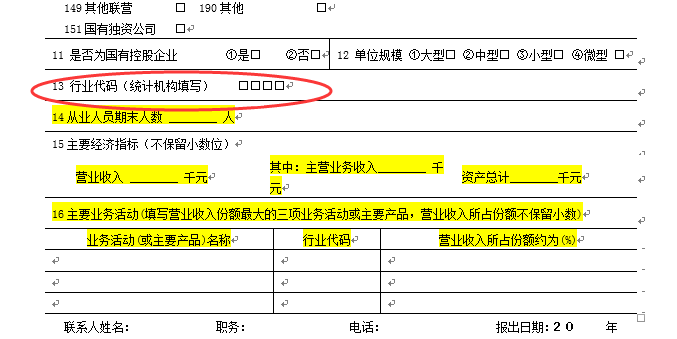 149 其他联营 □ 190 其他 □
151 国有独资公司 □
11 是否为国有控股企业 ①是□ ②否□ 12 单位规模 ①大型□ ②中型□ ③小型□ ④微型 □
13 行业代码（统计机构填写） □□□□
14 从业人员期末人数 ______ 人
15 主要经济指标（不保留小数位）
营业收入 ______ 千元 其中：主营业务收入______ 千元 资产总计______千元
16 主要业务活动(填写营业收入份额最大的三项业务活动或主要产品，营业收入所占份额不保留小数)
业务活动(或主要产品)名称 行业代码 营业收入所占份额约为(%)
联系人姓名： 职务： 电话： 报出日期：２０ 年